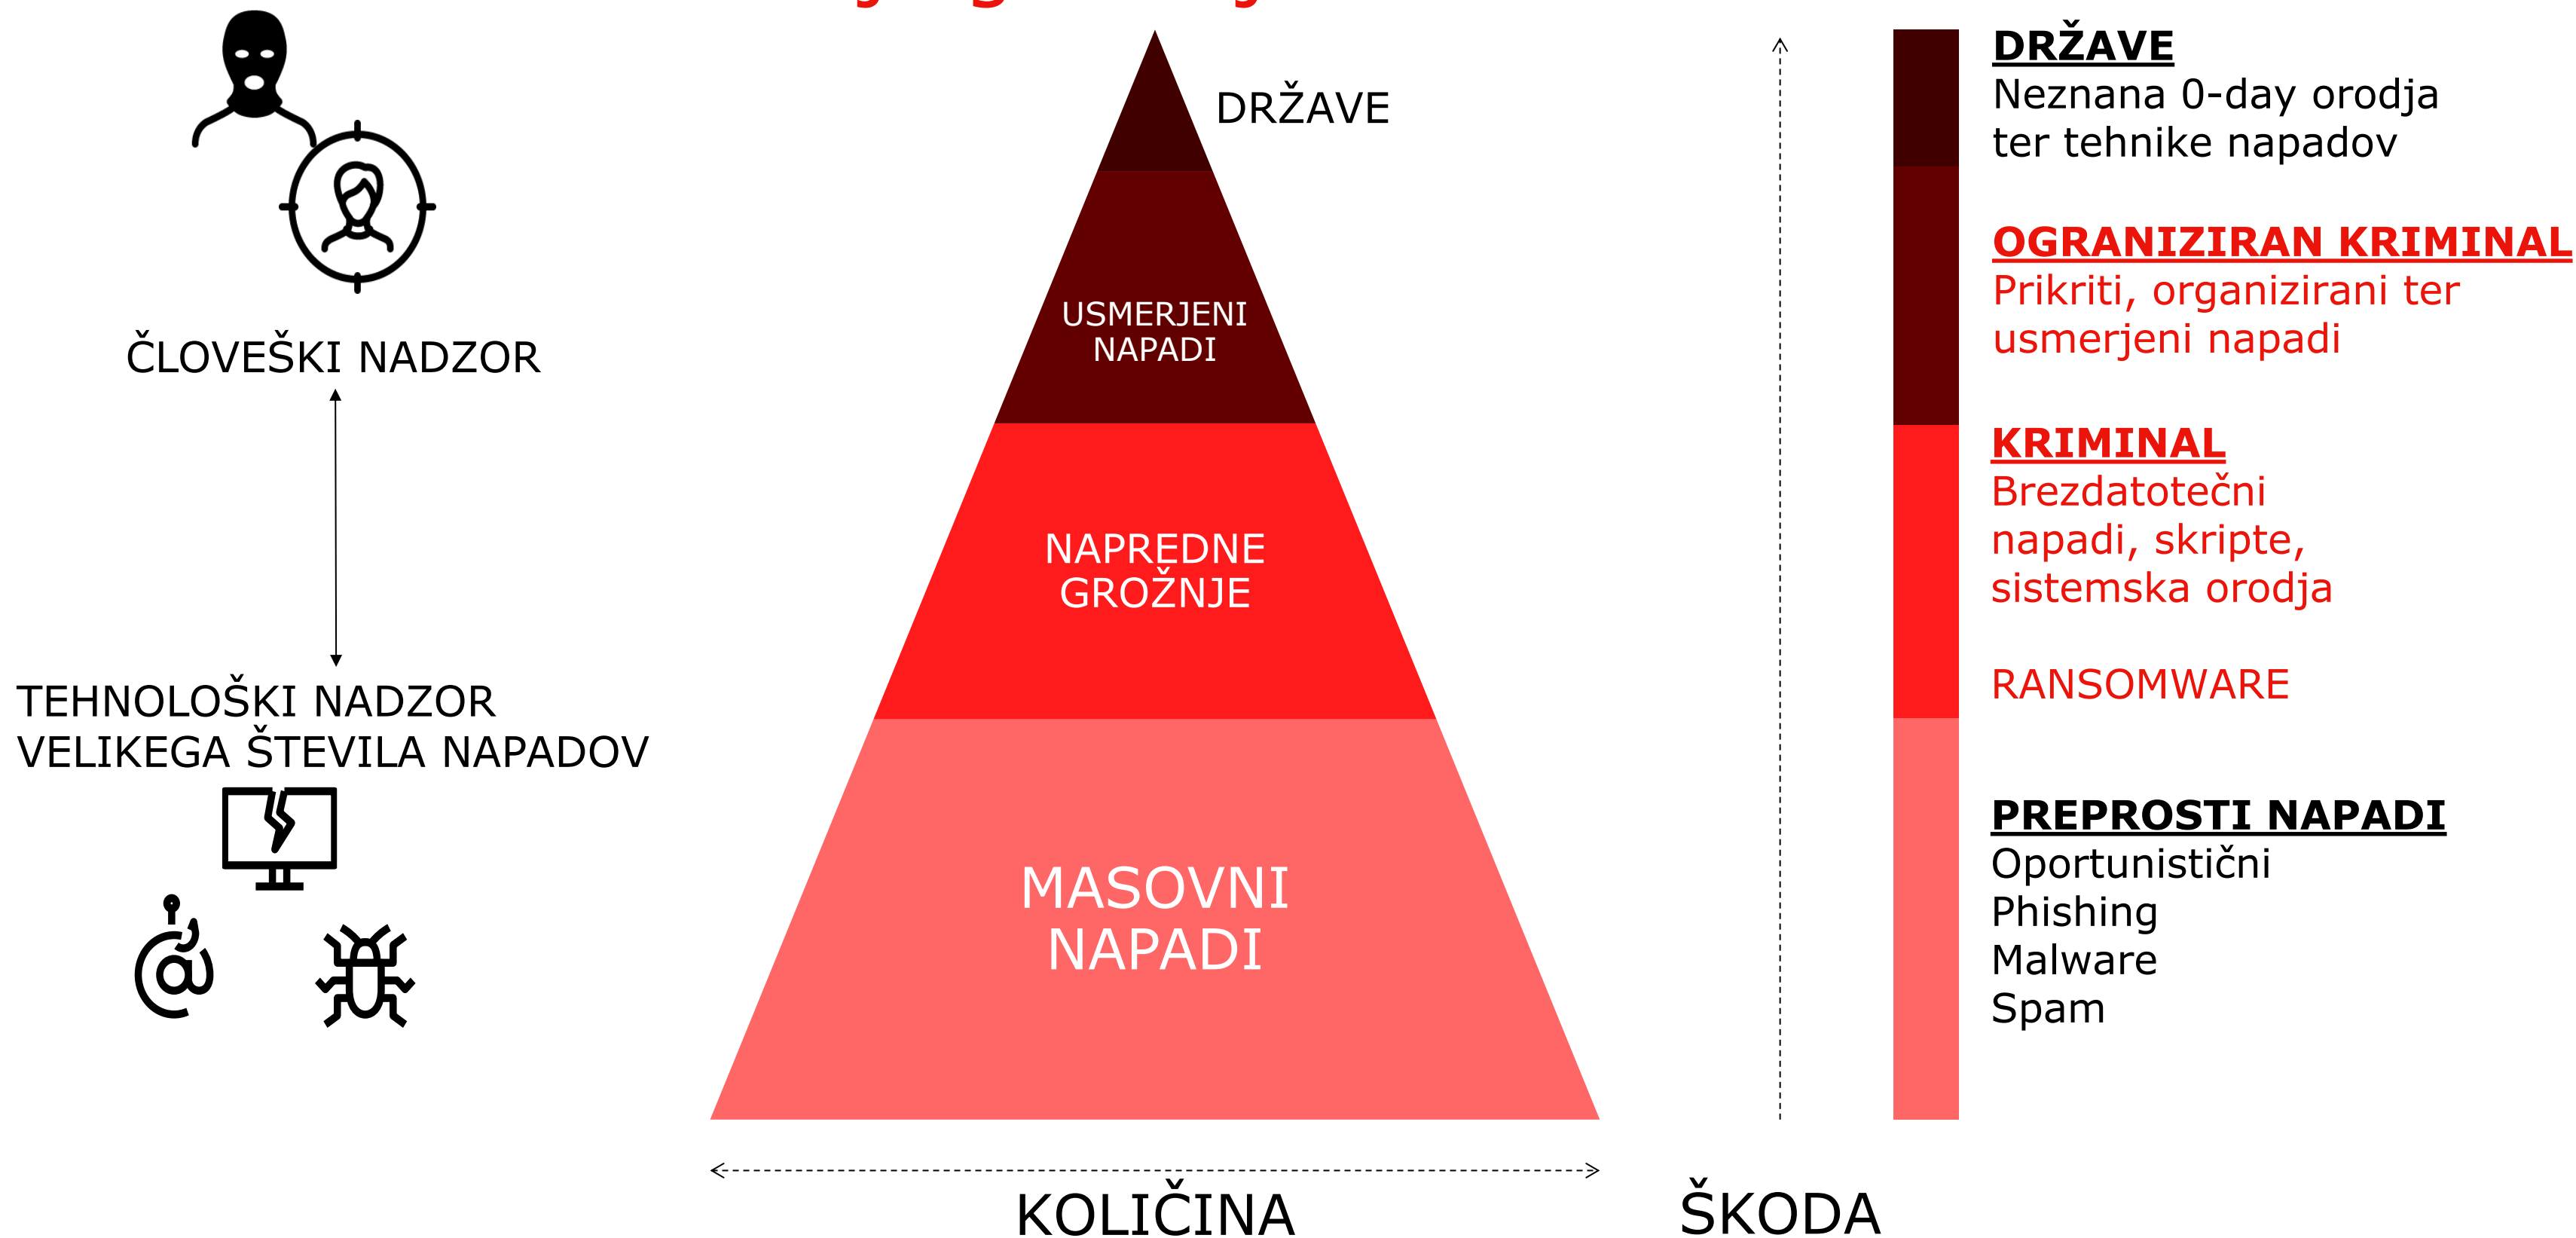 ČLOVEŠKI NADZOR
TEHNOLOŠKI NADZOR
VELIKEGA ŠTEVILA NAPADOV
DRŽAVE
USMERJENI
NAPADI
NAPREDNE
GROŽNJE
MASOVNI
NAPADI
KOLIČINA
ŠKODA
DRŽAVE
Neznana 0-day orodja
ter tehnike napadov
OGRANIZIRAN KRIMINAL
Prikriti, organizirani ter
usmerjeni napadi
KRIMINAL
Brezdatotečni
napadi, skripte,
sistemska orodja
RANSOMWARE
PREPROSTI NAPADI
Oportunistični
Phishing
Malware
Spam